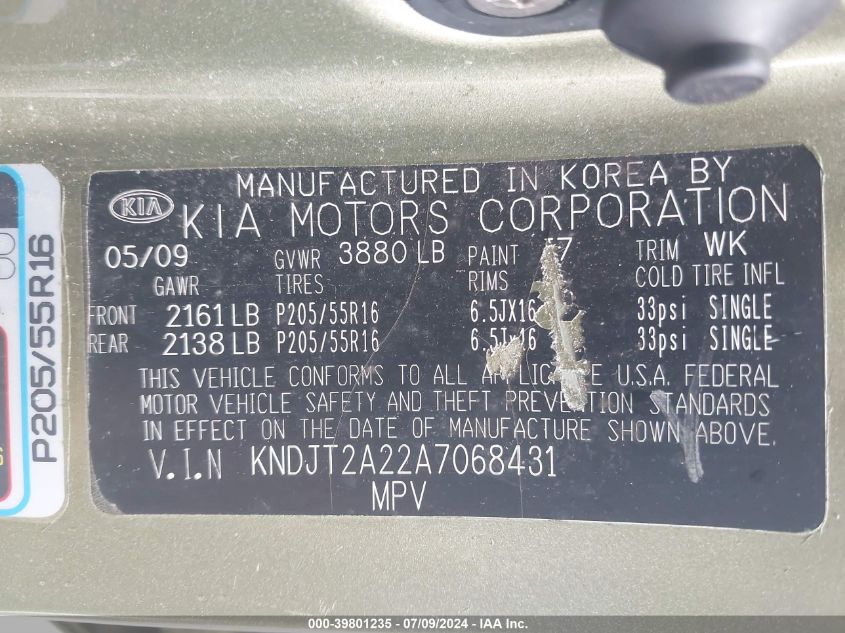 MANUFACTURED IN KOREA BY
KIA KIA MOTORS CORPORATION
05/09 GVWR 3880 LB PAINT 7 TRIM WK
GAWR TIRES RIMS COLD TIRE INFL
FRONT 2161 LB P205/55R16 6.5JX16 33psi SINGLE
REAR 2138 LB P205/55R16 6.5Jx16 33psi SINGLE
THIS VEHICLE CONFORMS TO ALL U.S.A. FEDERAL
MOTOR VEHICLE SAFETY AND THEFT PREVENTION STANDARDS
IN EFFECT ON THE DATE OF MANUFACTURE SHOWN ABOVE.
V.I.N KNDJT2A22A7068431
MPV
P205/55R16
000-39801235 - 07/09/2024 - IAA Inc.